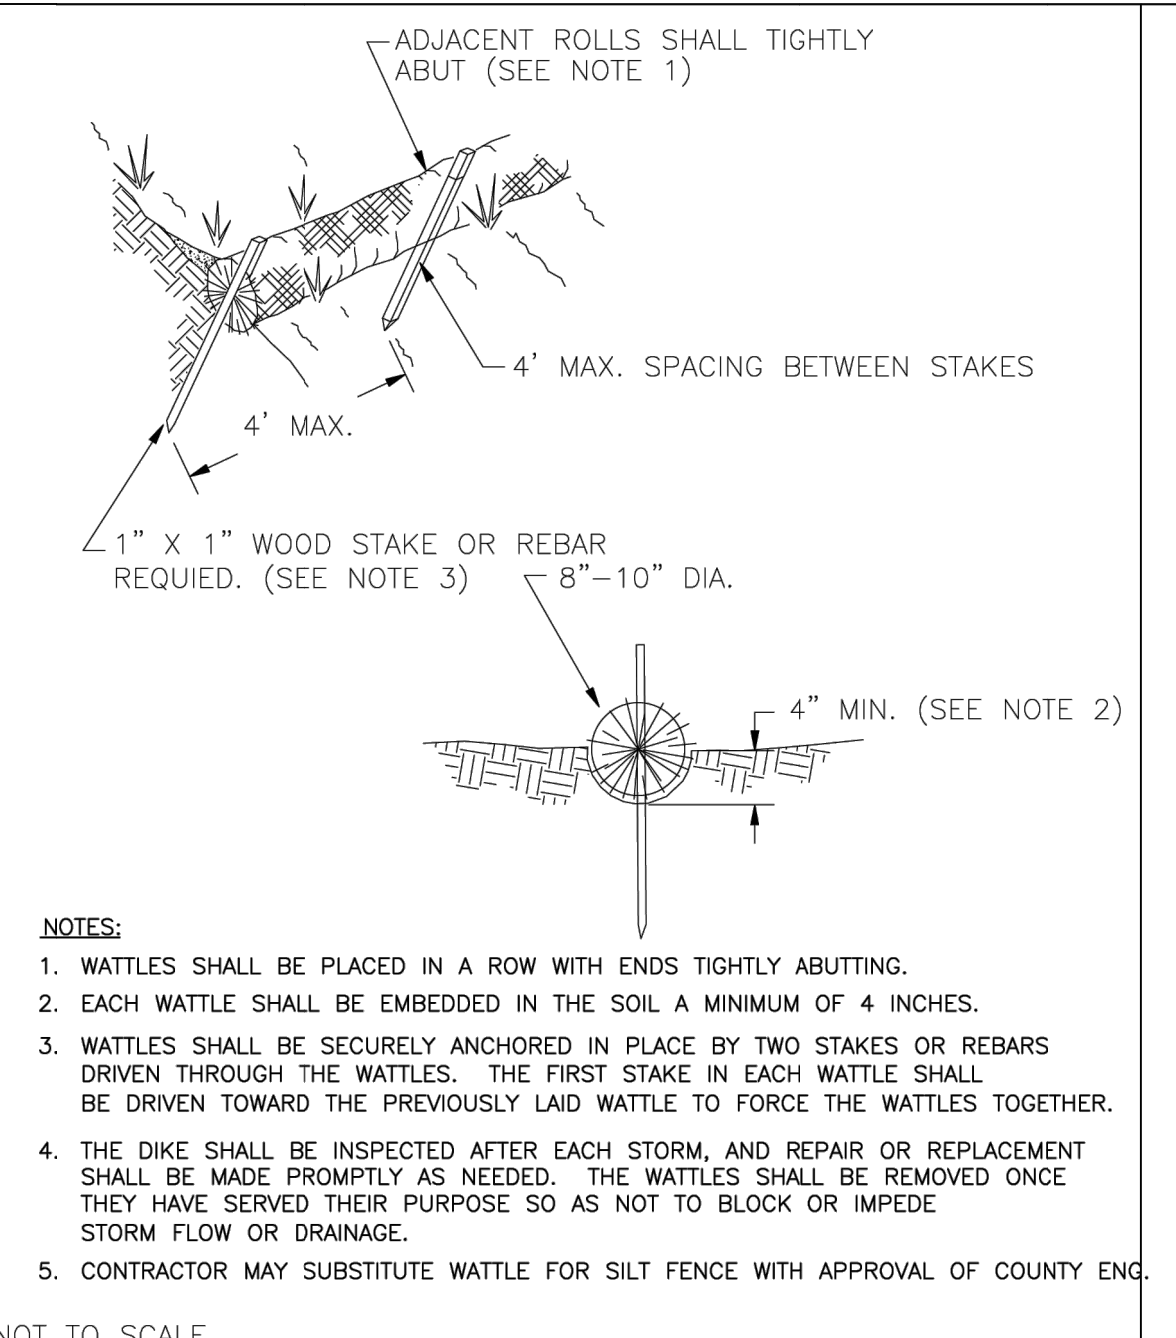 ADJACENT ROLLS SHALL TIGHTLY
ABUT (SEE NOTE 1)
4' MAX. SPACING BETWEEN STAKES
4' MAX.
1" X 1" WOOD STAKE OR REBAR
REQUIED. (SEE NOTE 3)
8"-10" DIA.
4" MIN. (SEE NOTE 2)
NOTES:
1. WATTLES SHALL BE PLACED IN A ROW WITH ENDS TIGHTLY ABUTTING.
2. EACH WATTLE SHALL BE EMBEDDED IN THE SOIL A MINIMUM OF 4 INCHES.
3. WATTLES SHALL BE SECURELY ANCHORED IN PLACE BY TWO STAKES OR REBARS
DRIVEN THROUGH THE WATTLES. THE FIRST STAKE IN EACH WATTLE SHALL
BE DRIVEN TOWARD THE PREVIOUSLY LAID WATTLE TO FORCE THE WATTLES TOGETHER.
4. THE DIKE SHALL BE INSPECTED AFTER EACH STORM, AND REPAIR OR REPLACEMENT
SHALL BE MADE PROMPTLY AS NEEDED. THE WATTLES SHALL BE REMOVED ONCE
THEY HAVE SERVED THEIR PURPOSE SO AS NOT TO BLOCK OR IMPEDE
STORM FLOW OR DRAINAGE.
5. CONTRACTOR MAY SUBSTITUTE WATTLE FOR SILT FENCE WITH APPROVAL OF COUNTY ENG.
NOT TO SCALE